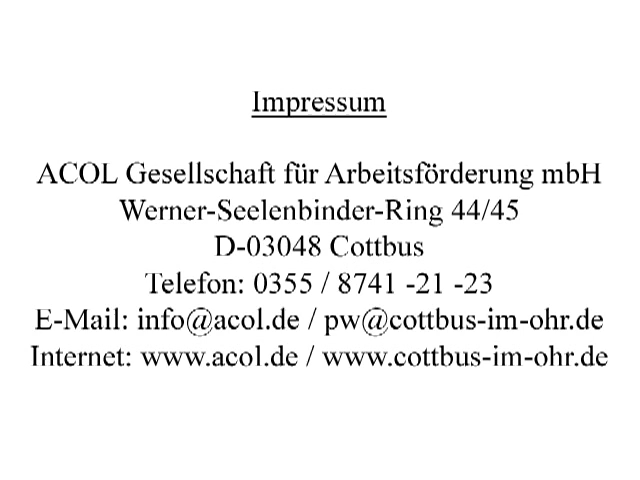 Impressum
ACOL Gesellschaft für Arbeitsförderung mbH
Werner-Seelenbinder-Ring 44/45
D-03048 Cottbus
Telefon: 0355 / 8741 -21 -23
E-Mail: info@acol.de / pw@cottbus-im-ohr.de
Internet: www.acol.de / www.cottbus-im-ohr.de